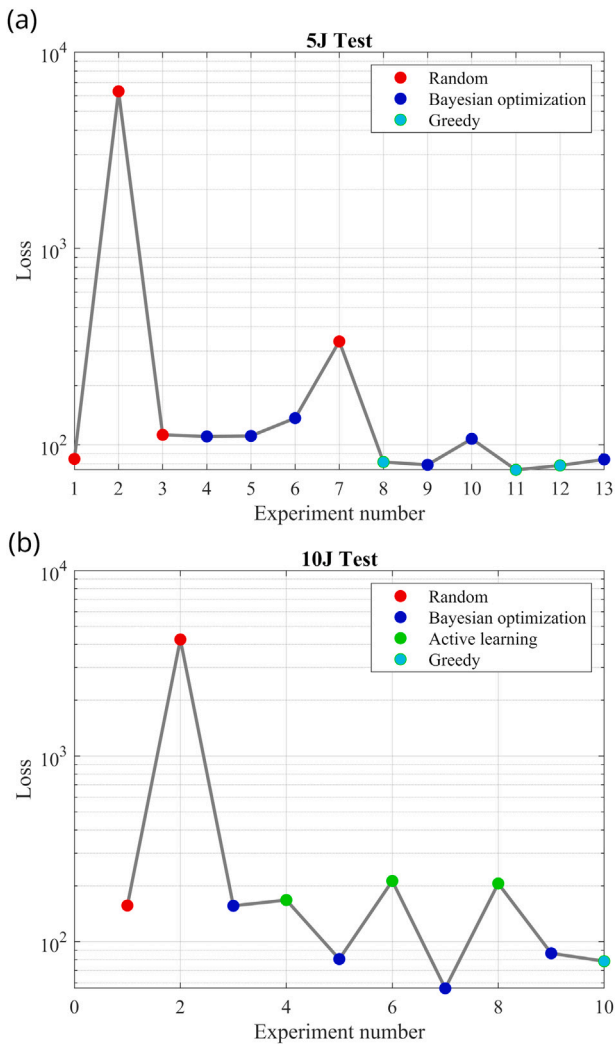 (a)
5J Test
10^4
Random
Bayesian optimization
Greedy
10^3
Loss
10^2
1 2 3 4 5 6 7 8 9 10 11 12 13
Experiment number
(b)
10J Test
10^4
Random
Bayesian optimization
Active learning
Greedy
10^3
Loss
10^2
0 2 4 6 8 10
Experiment number